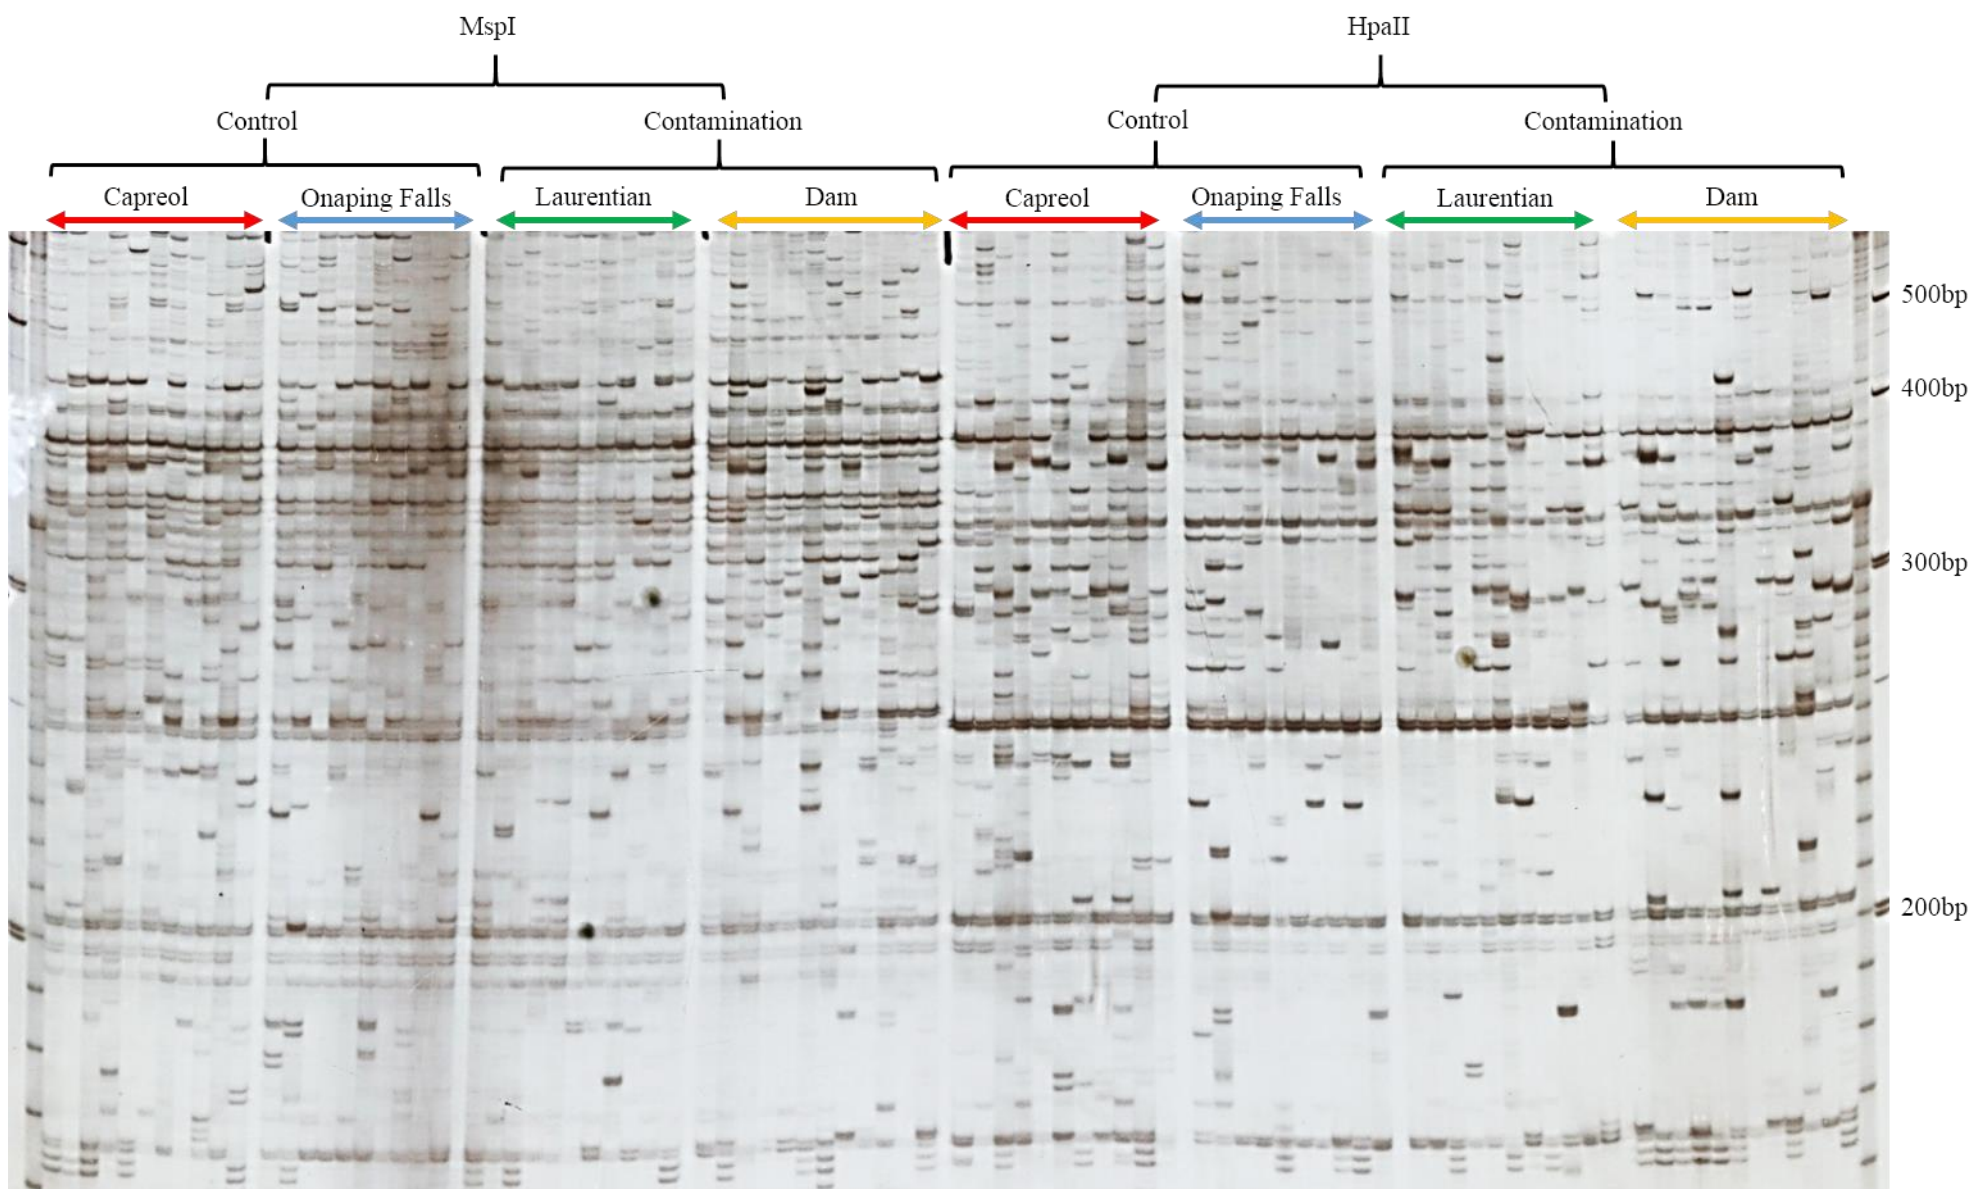 MspI HpaII
Control Contamination Control Contamination
Capreol Onaping Falls Laurentian Dam Capreol Onaping Falls Laurentian Dam
500bp
400bp
300bp
200bp